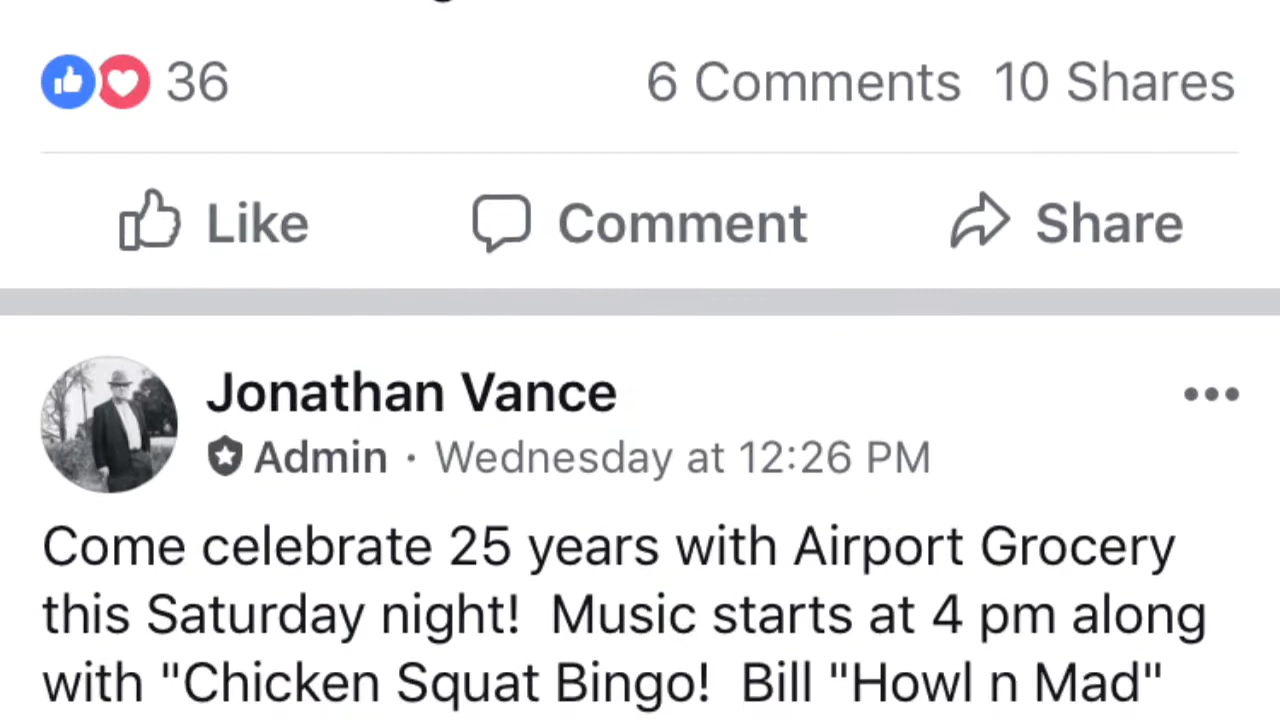 36 6 Comments 10 Shares
Like Comment Share
Jonathan Vance
Admin · Wednesday at 12:26 PM
Come celebrate 25 years with Airport Grocery
this Saturday night!  Music starts at 4 pm along
with "Chicken Squat Bingo!  Bill "Howl n Mad"